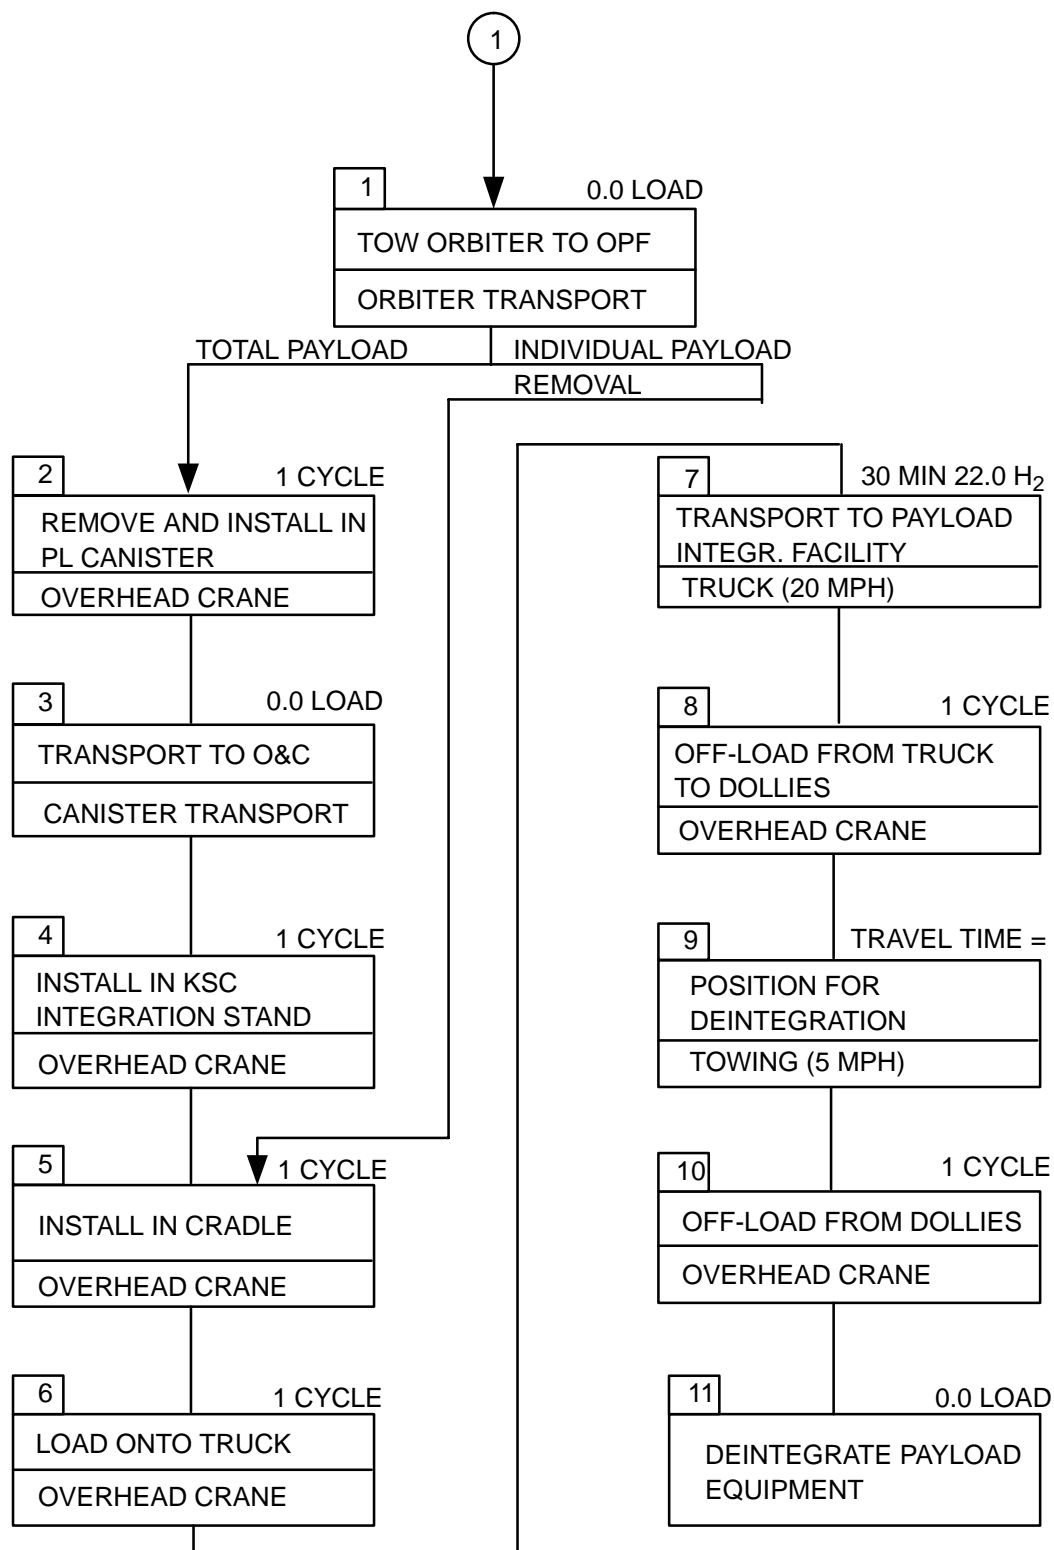 1
1
0.0 LOAD
TOW ORBITER TO OPF
ORBITER TRANSPORT
TOTAL PAYLOAD
INDIVIDUAL PAYLOAD
REMOVAL
2
1 CYCLE
REMOVE AND INSTALL IN
PL CANISTER
OVERHEAD CRANE
3
0.0 LOAD
TRANSPORT TO O&C
CANISTER TRANSPORT
4
1 CYCLE
INSTALL IN KSC
INTEGRATION STAND
OVERHEAD CRANE
5
1 CYCLE
INSTALL IN CRADLE
OVERHEAD CRANE
6
1 CYCLE
LOAD ONTO TRUCK
OVERHEAD CRANE
7
30 MIN 22.0 H₂
TRANSPORT TO PAYLOAD
INTEGR. FACILITY
TRUCK (20 MPH)
8
1 CYCLE
OFF-LOAD FROM TRUCK
TO DOLLIES
OVERHEAD CRANE
9
TRAVEL TIME =
POSITION FOR
DEINTEGRATION
TOWING (5 MPH)
10
1 CYCLE
OFF-LOAD FROM DOLLIES
OVERHEAD CRANE
11
0.0 LOAD
DEINTEGRATE PAYLOAD
EQUIPMENT